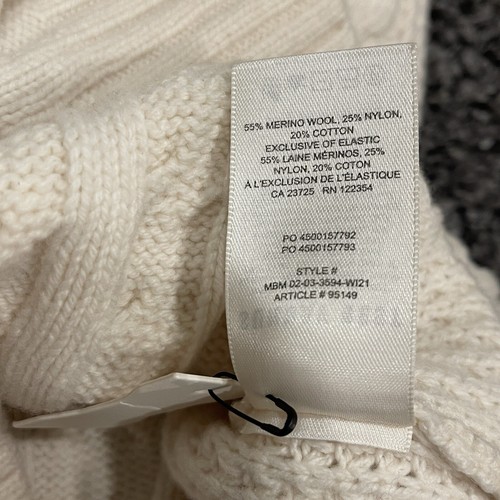 55% MERINO WOOL, 25% NYLON,
20% COTTON
EXCLUSIVE OF ELASTIC
55% LAINE MÉRINOS, 25%
NYLON, 20% COTON
À L'EXCLUSION DE L'ÉLASTIQUE
CA 23725 RN 122354
PO 4500157792
PO 4500157793
STYLE #
MBM 02-03-3594-WI21
ARTICLE # 95149